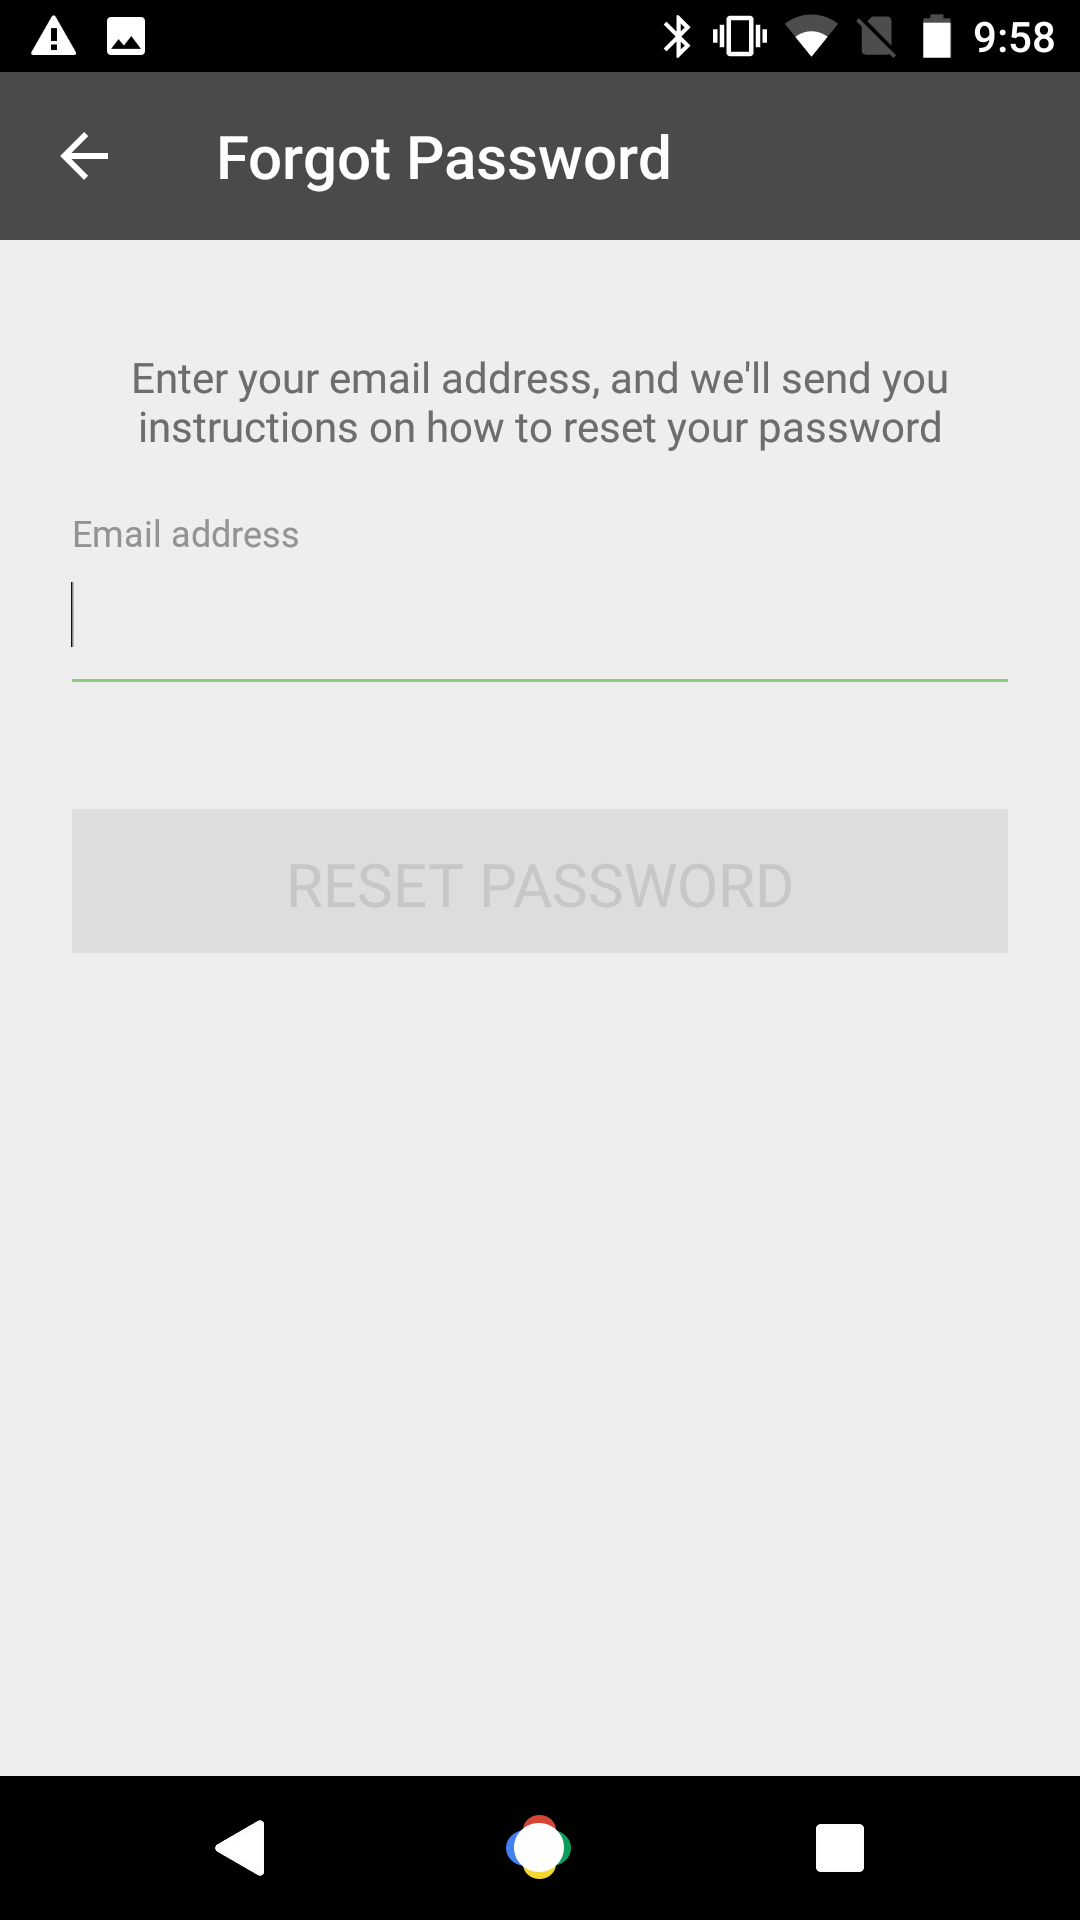 9:58
Forgot Password
Enter your email address, and we'll send you
instructions on how to reset your password
Email address
RESET PASSWORD